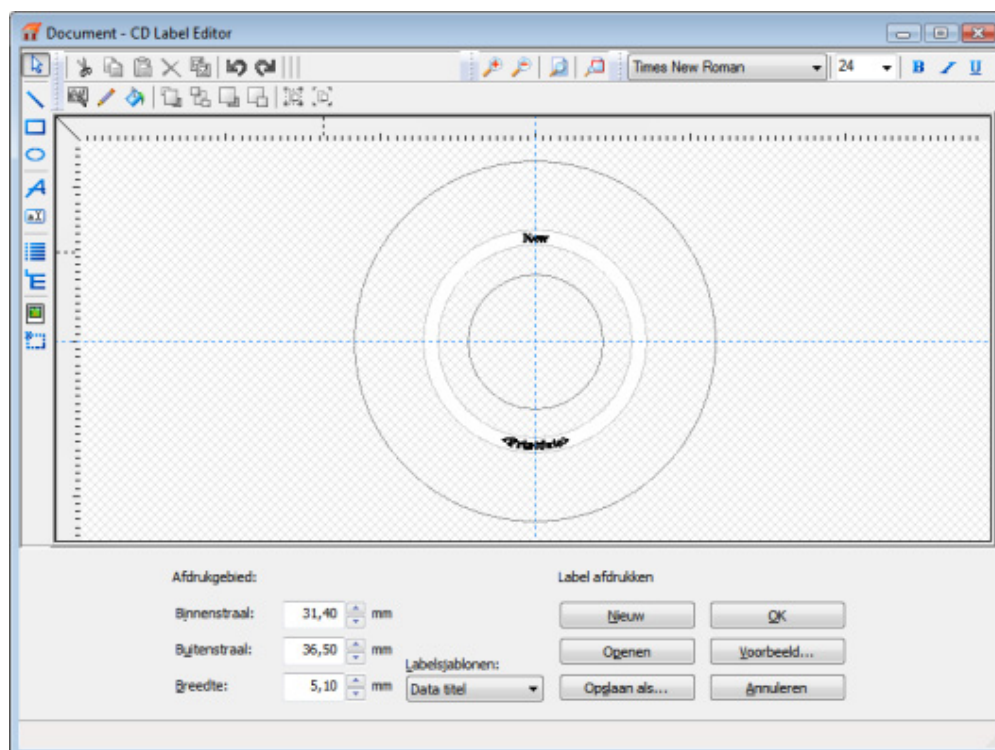 Document - CD Label Editor
Times New Roman 24 B I U
New
Afdrukgebied:
Binnenstraal: 31,40 mm
Buitenstraal: 36,50 mm
Breedte: 5,10 mm
Labelsjablonen:
Data titel
Label afdrukken
Nieuw OK
Openen Voorbeeld...
Opslaan als... Annuleren